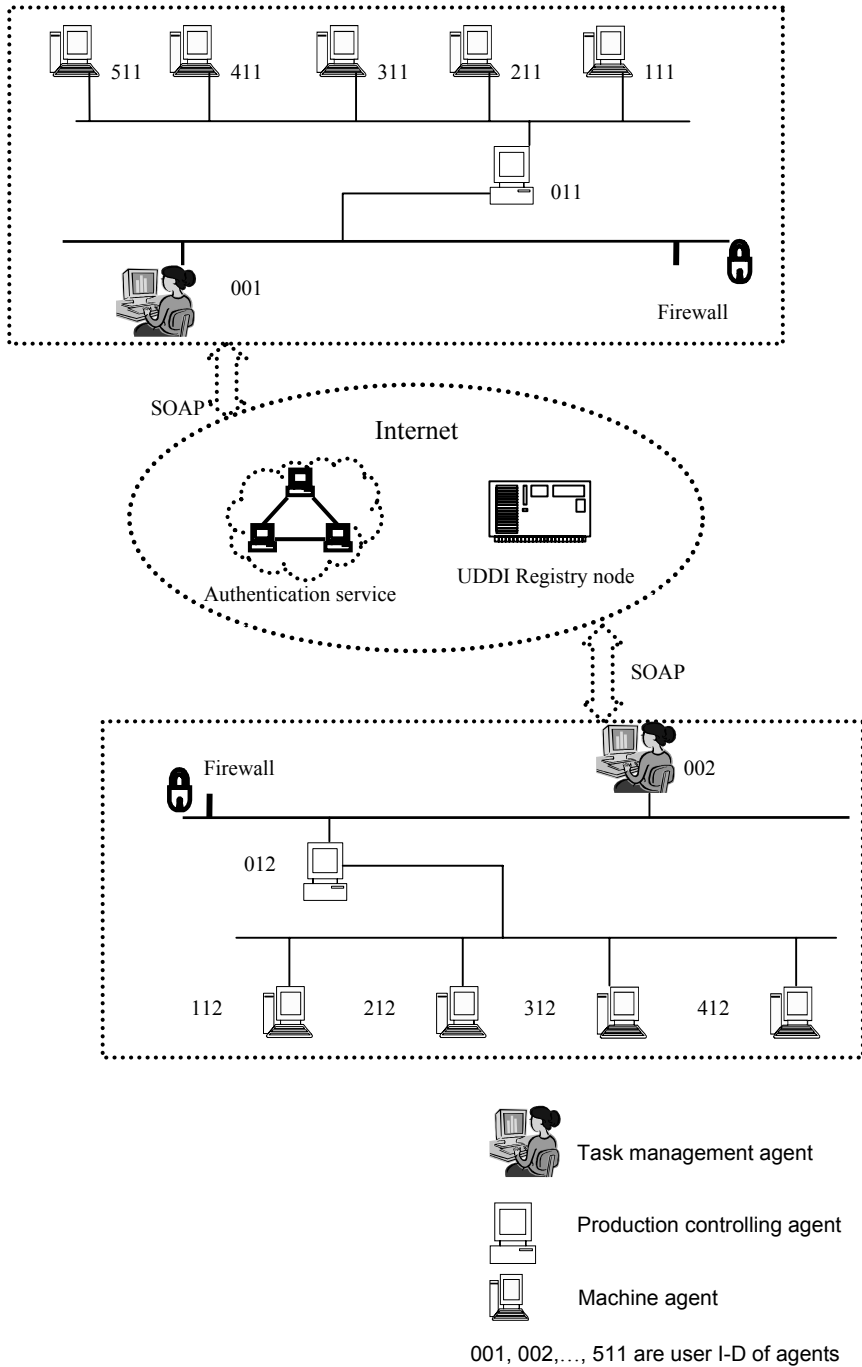 511
411
311
211
111
011
001
Firewall
SOAP
Internet
Authentication service
UDDI Registry node
SOAP
Firewall
002
012
112
212
312
412
Task management agent
Production controlling agent
Machine agent
001, 002,…, 511 are user I-D of agents